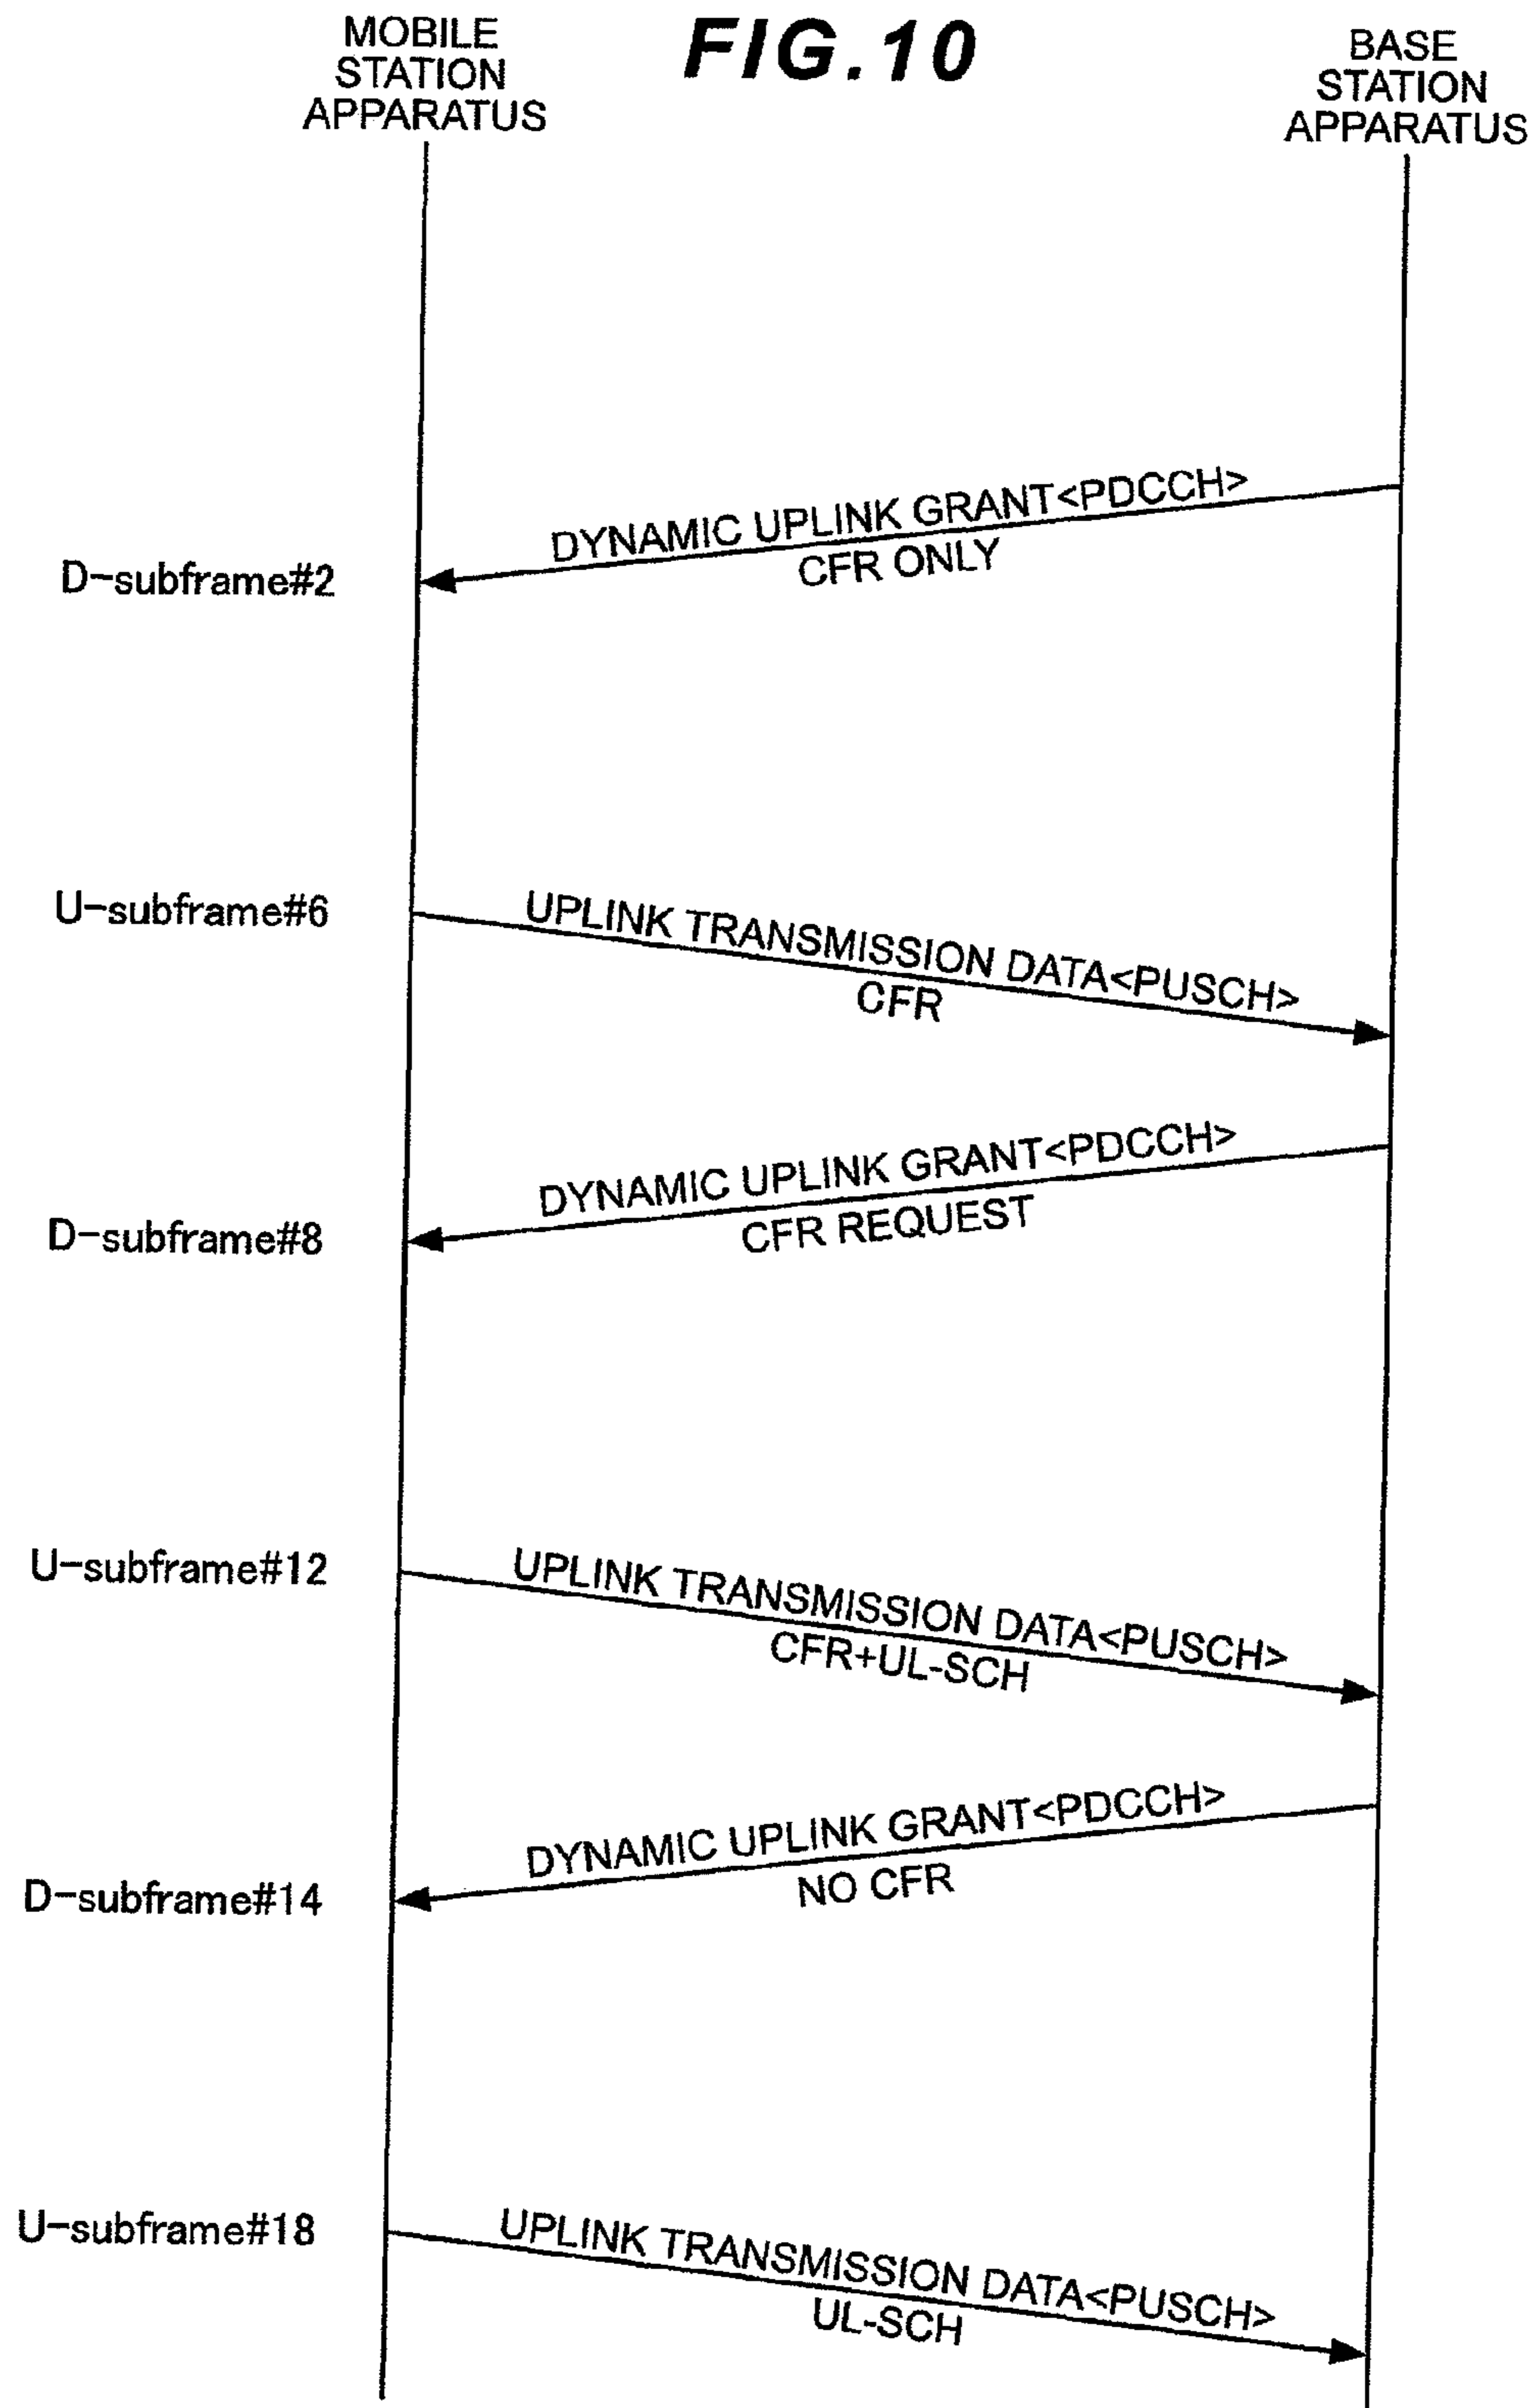 FIG.10
MOBILE
STATION
APPARATUS
BASE
STATION
APPARATUS
DYNAMIC UPLINK GRANT<PDCCH>
CFR ONLY
D-subframe#2
U-subframe#6
UPLINK TRANSMISSION DATA<PUSCH>
CFR
DYNAMIC UPLINK GRANT<PDCCH>
CFR REQUEST
D-subframe#8
U-subframe#12
UPLINK TRANSMISSION DATA<PUSCH>
CFR+UL-SCH
DYNAMIC UPLINK GRANT<PDCCH>
NO CFR
D-subframe#14
U-subframe#18
UPLINK TRANSMISSION DATA<PUSCH>
UL-SCH